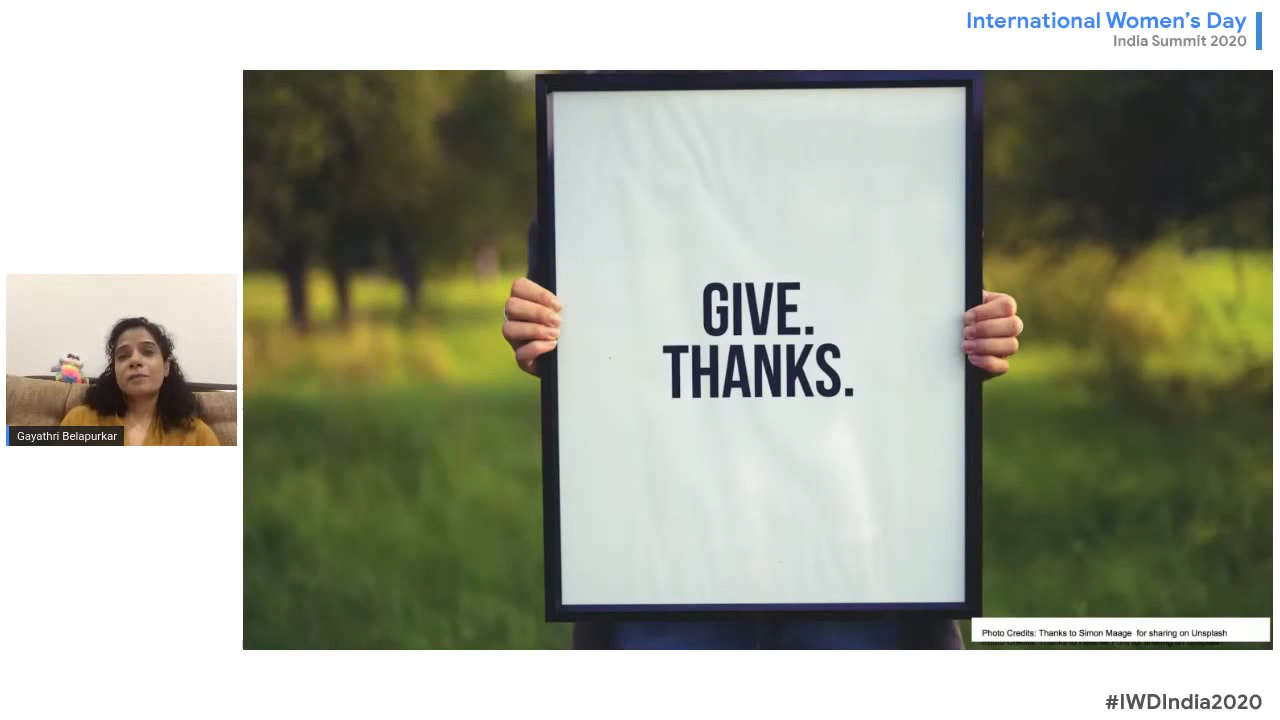 International Women's Day
India Summit 2020
GIVE.
THANKS.
Gayathri Belapurkar
Photo Credits: Thanks to Simon Maage for sharing on Unsplash
#IWDIndia2020